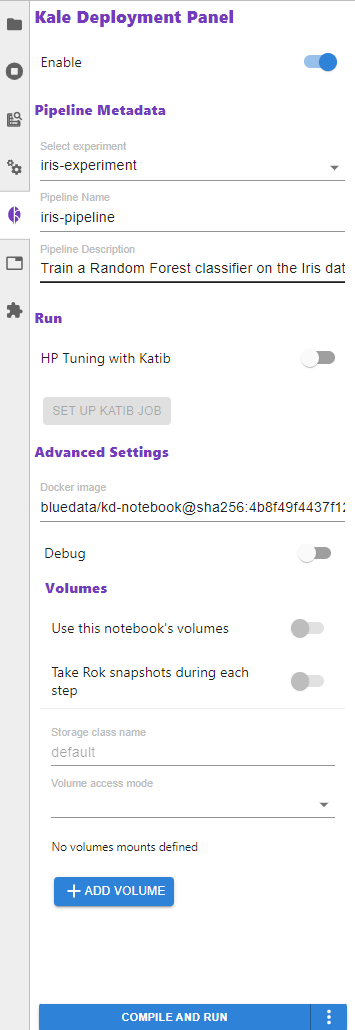 Kale Deployment Panel
Enable
Pipeline Metadata
Select experiment
iris-experiment
Pipeline Name
iris-pipeline
Pipeline Description
Train a Random Forest classifier on the Iris dat
Run
HP Tuning with Katib
SET UP KATIB JOB
Advanced Settings
Docker image
bluedata/kd-notebook@sha256:4b8f49f4437f12
Debug
Volumes
Use this notebook's volumes
Take Rok snapshots during each
step
Storage class name
default
Volume access mode
No volumes mounts defined
ADD VOLUME
COMPILE AND RUN